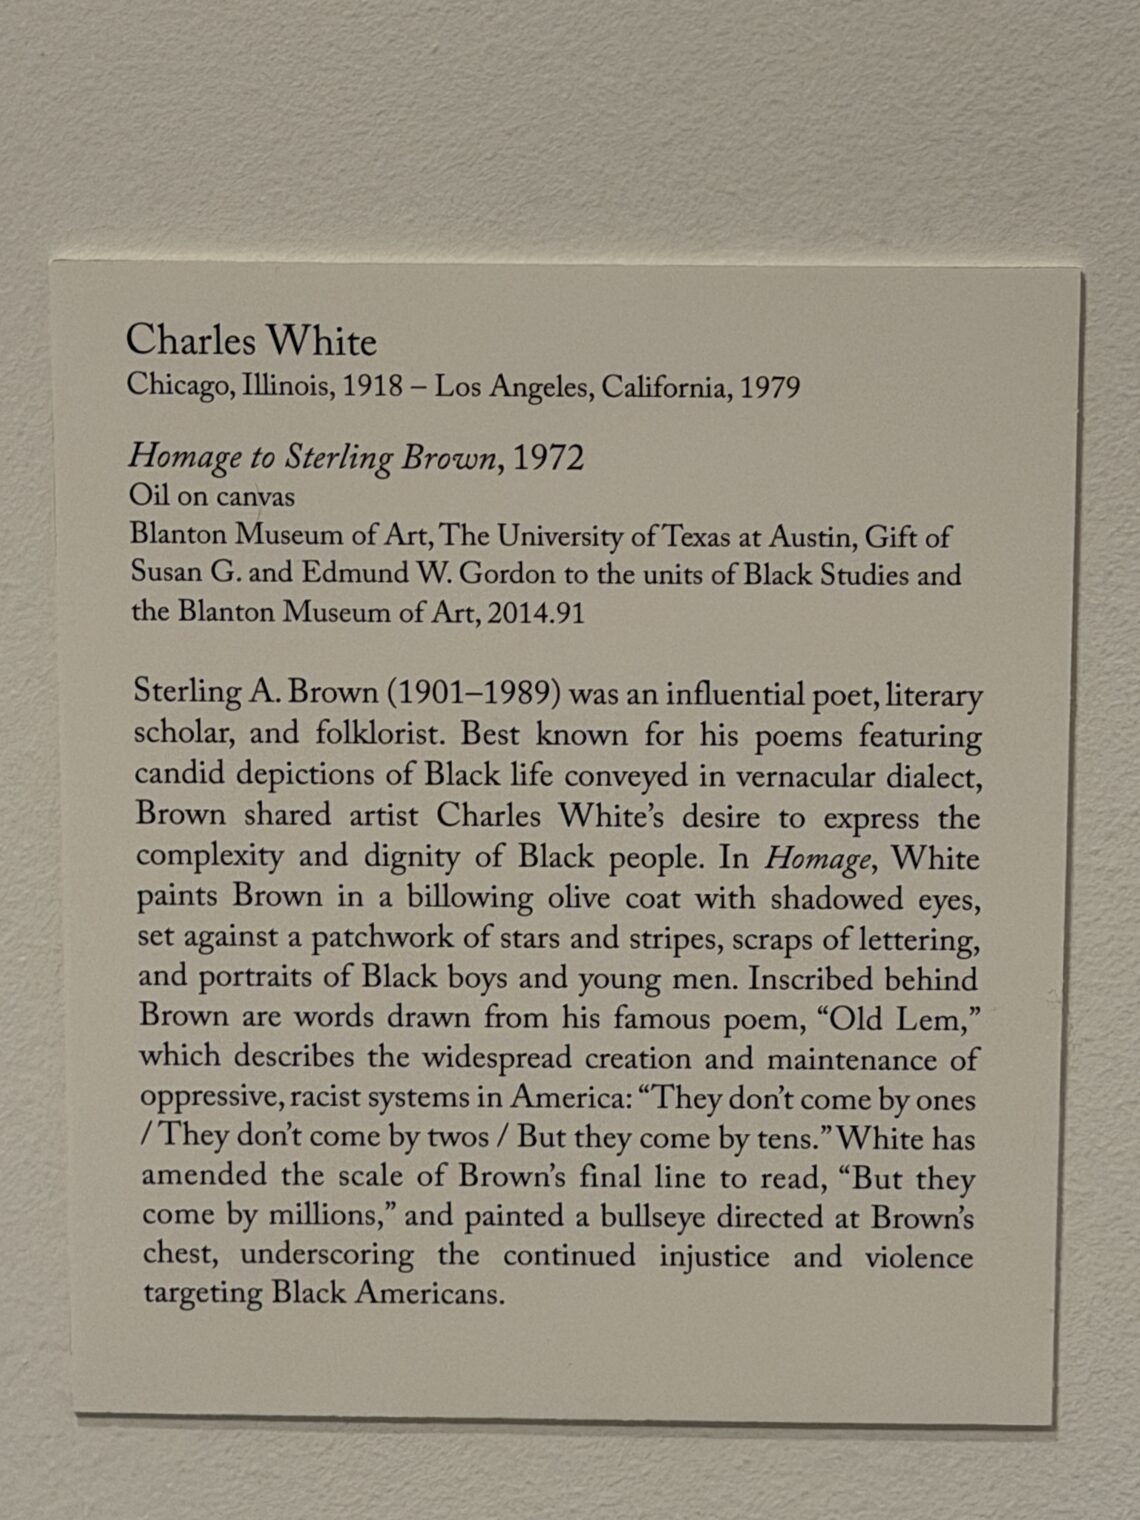 Charles White
Chicago, Illinois, 1918 – Los Angeles, California, 1979
Homage to Sterling Brown, 1972
Oil on canvas
Blanton Museum of Art, The University of Texas at Austin, Gift of
Susan G. and Edmund W. Gordon to the units of Black Studies and
the Blanton Museum of Art, 2014.91
Sterling A. Brown (1901–1989) was an influential poet, literary
scholar, and folklorist. Best known for his poems featuring
candid depictions of Black life conveyed in vernacular dialect,
Brown shared artist Charles White’s desire to express the
complexity and dignity of Black people. In Homage, White
paints Brown in a billowing olive coat with shadowed eyes,
set against a patchwork of stars and stripes, scraps of lettering,
and portraits of Black boys and young men. Inscribed behind
Brown are words drawn from his famous poem, “Old Lem,”
which describes the widespread creation and maintenance of
oppressive, racist systems in America: “They don’t come by ones
/ They don’t come by twos / But they come by tens.” White has
amended the scale of Brown’s final line to read, “But they
come by millions,” and painted a bullseye directed at Brown’s
chest, underscoring the continued injustice and violence
targeting Black Americans.